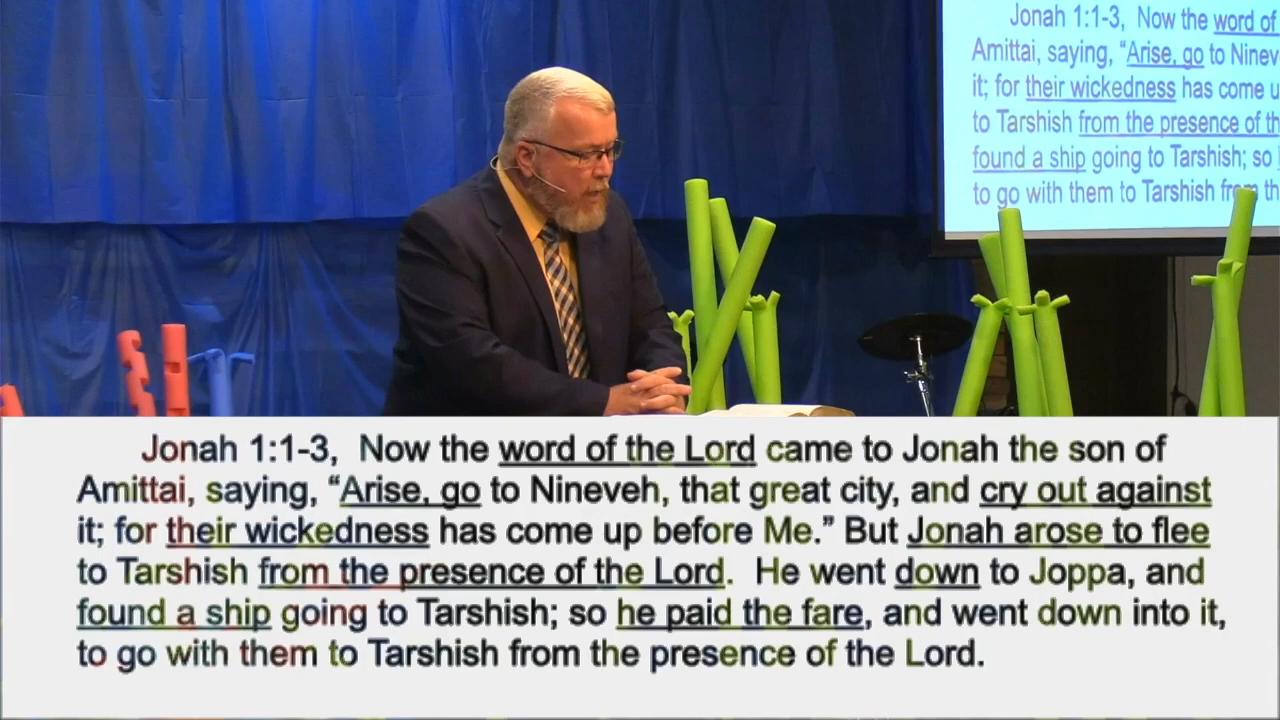 Jonah 1:1-3, Now the word of
Amittai, saying, “Arise, go to Ninev
it; for their wickedness has come u
to Tarshish from the presence of th
found a ship going to Tarshish; so
to go with them to Tarshish from th
Jonah 1:1-3, Now the word of the Lord came to Jonah the son of
Amittai, saying, “Arise, go to Nineveh, that great city, and cry out against
it; for their wickedness has come up before Me.” But Jonah arose to flee
to Tarshish from the presence of the Lord. He went down to Joppa, and
found a ship going to Tarshish; so he paid the fare, and went down into it,
to go with them to Tarshish from the presence of the Lord.